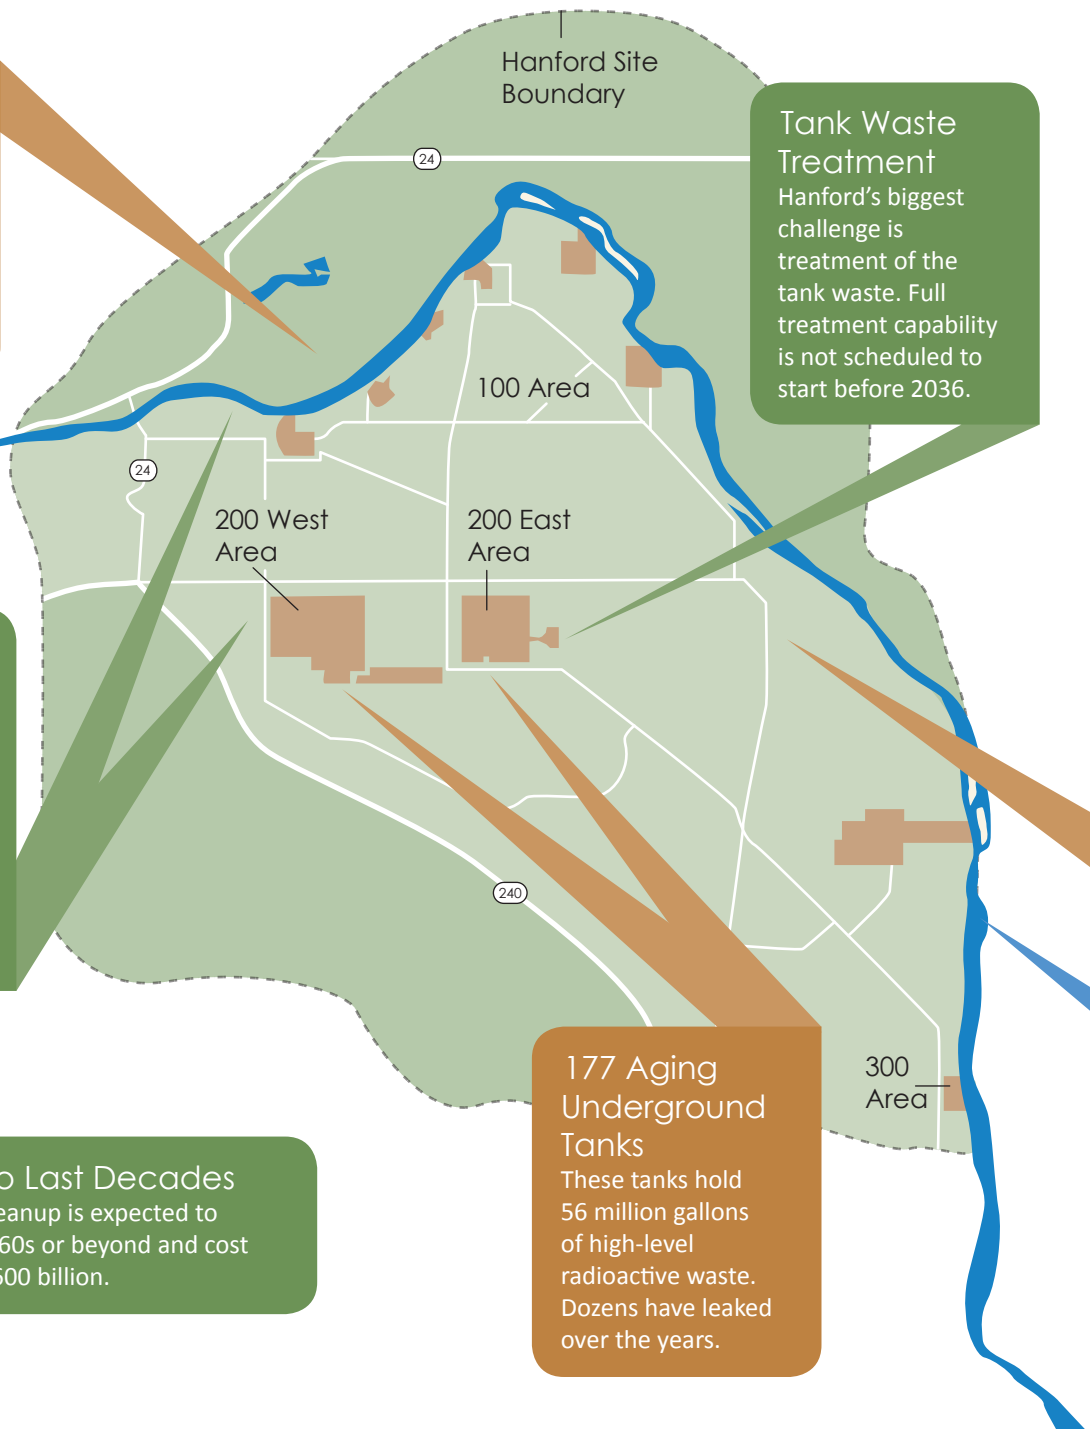 Hanford Site
Boundary
24
Tank Waste
Treatment
Hanford's biggest
challenge is
treatment of the
tank waste. Full
treatment capability
is not scheduled to
start before 2036.
100 Area
24
200 West
Area
200 East
Area
240
177 Aging
Underground
Tanks
These tanks hold
56 million gallons
of high-level
radioactive waste.
Dozens have leaked
over the years.
300
Area
Last Decades
is expected to
60s or beyond and cost
billion.